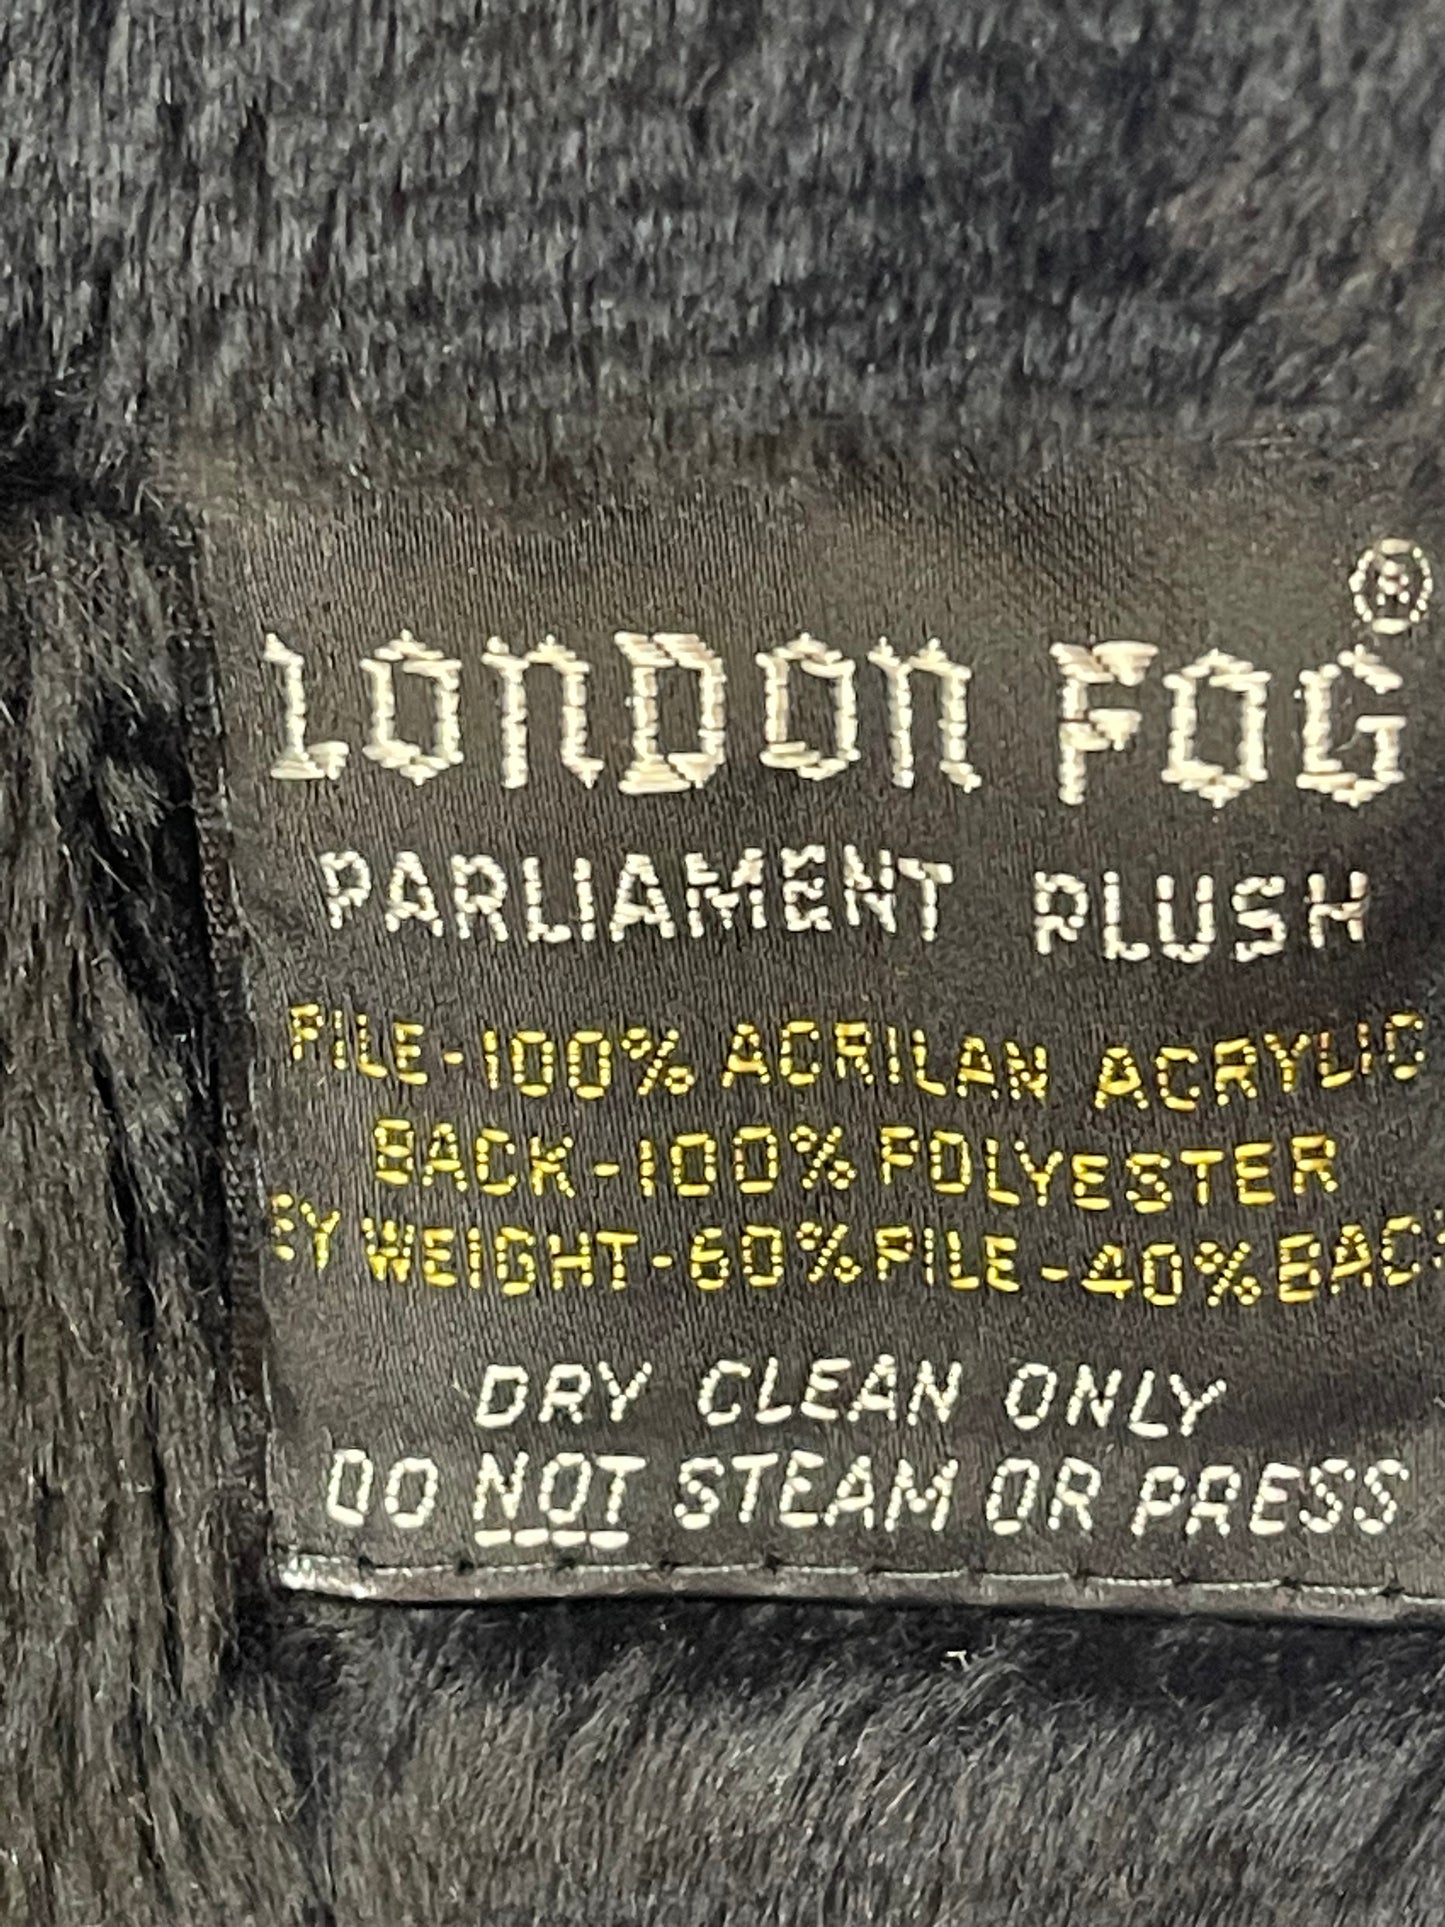 LONDON FOG®
PARLIAMENT PLUSH
PILE-100% ACRILAN ACRYLIC
BACK-100% POLYESTER
WEIGHT-60% PILE-40%
DRY CLEAN ONLY
DO NOT STEAM OR PRESS